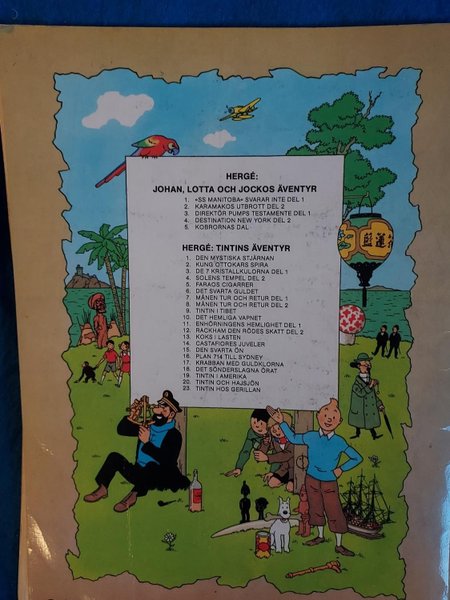 HERGÉ:
JOHAN, LOTTA OCH JOCKOS ÄVENTYR
1. «SS MANITOBA» SVARAR INTE DEL 1
2. KARAMAKOS UTBROTT DEL 2
3. DIREKTÖR PUMPS TESTAMENTE DEL 1
4. DESTINATION NEW YORK DEL 2
5. KOBRORNAS DAL
HERGÉ: TINTINS ÄVENTYR
1. DEN MYSTISKA STJÄRNAN
2. KUNG OTTOKARS SPIRA
3. DE 7 KRISTALLKULORNA DEL 1
4. SOLENS TEMPEL DEL 2
5. FARAOS CIGARRER
6. DET SVARTA GULDET
7. MÅNEN TUR OCH RETUR DEL 1
8. MÅNEN TUR OCH RETUR DEL 2
9. TINTIN I TIBET
10. DET HEMLIGA VAPNET
11. ENHÖRNINGENS HEMLIGHET DEL 1
12. RACKHAM DEN RÖDES SKATT DEL 2
13. KOKS I LASTEN
14. CASTAFIORES JUVELER
15. DEN SVARTA ÖN
16. PLAN 714 TILL SYDNEY
17. KRABBAN MED GULDKLORNA
18. DET SÖNDERSLAGNA ÖRAT
19. TINTIN I AMERIKA
20. TINTIN OCH HAJSJÖN
23. TINTIN HOS GERILLAN